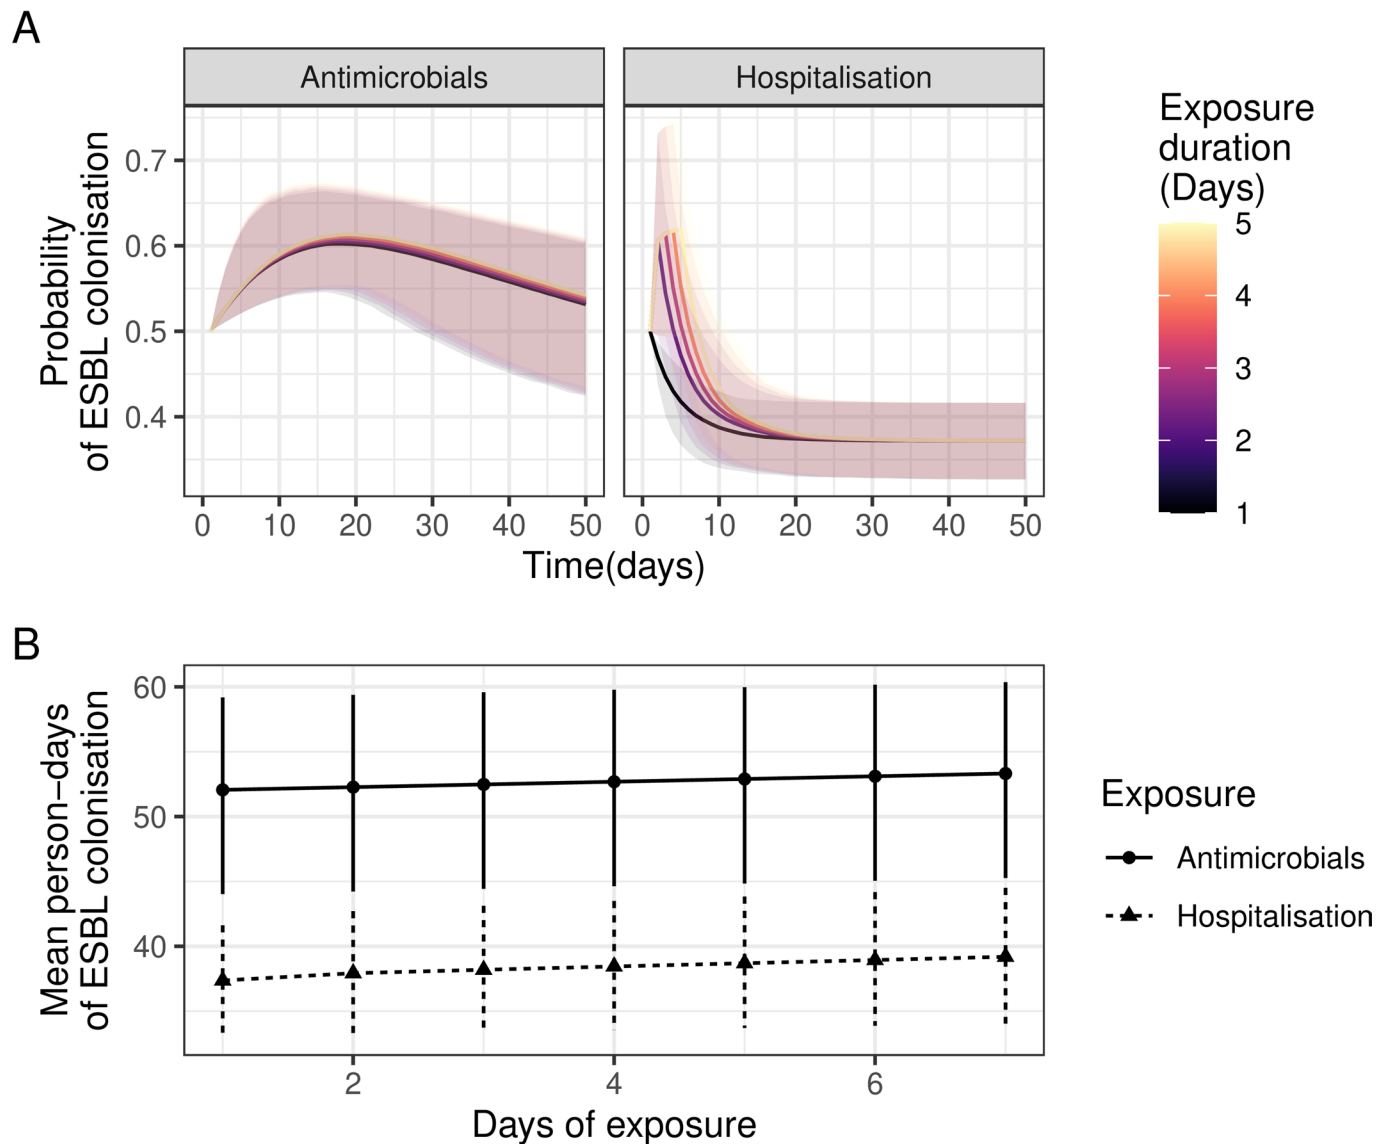 A
Antimicrobials
Hospitalisation
Probability
of ESBL colonisation
0.7
0.6
0.5
0.4
0 10 20 30 40 50
0 10 20 30 40 50
Time(days)
Exposure
duration
(Days)
5
4
3
2
1
B
Mean person−days
of ESBL colonisation
60
50
40
2 4 6
Days of exposure
Exposure
Antimicrobials
Hospitalisation